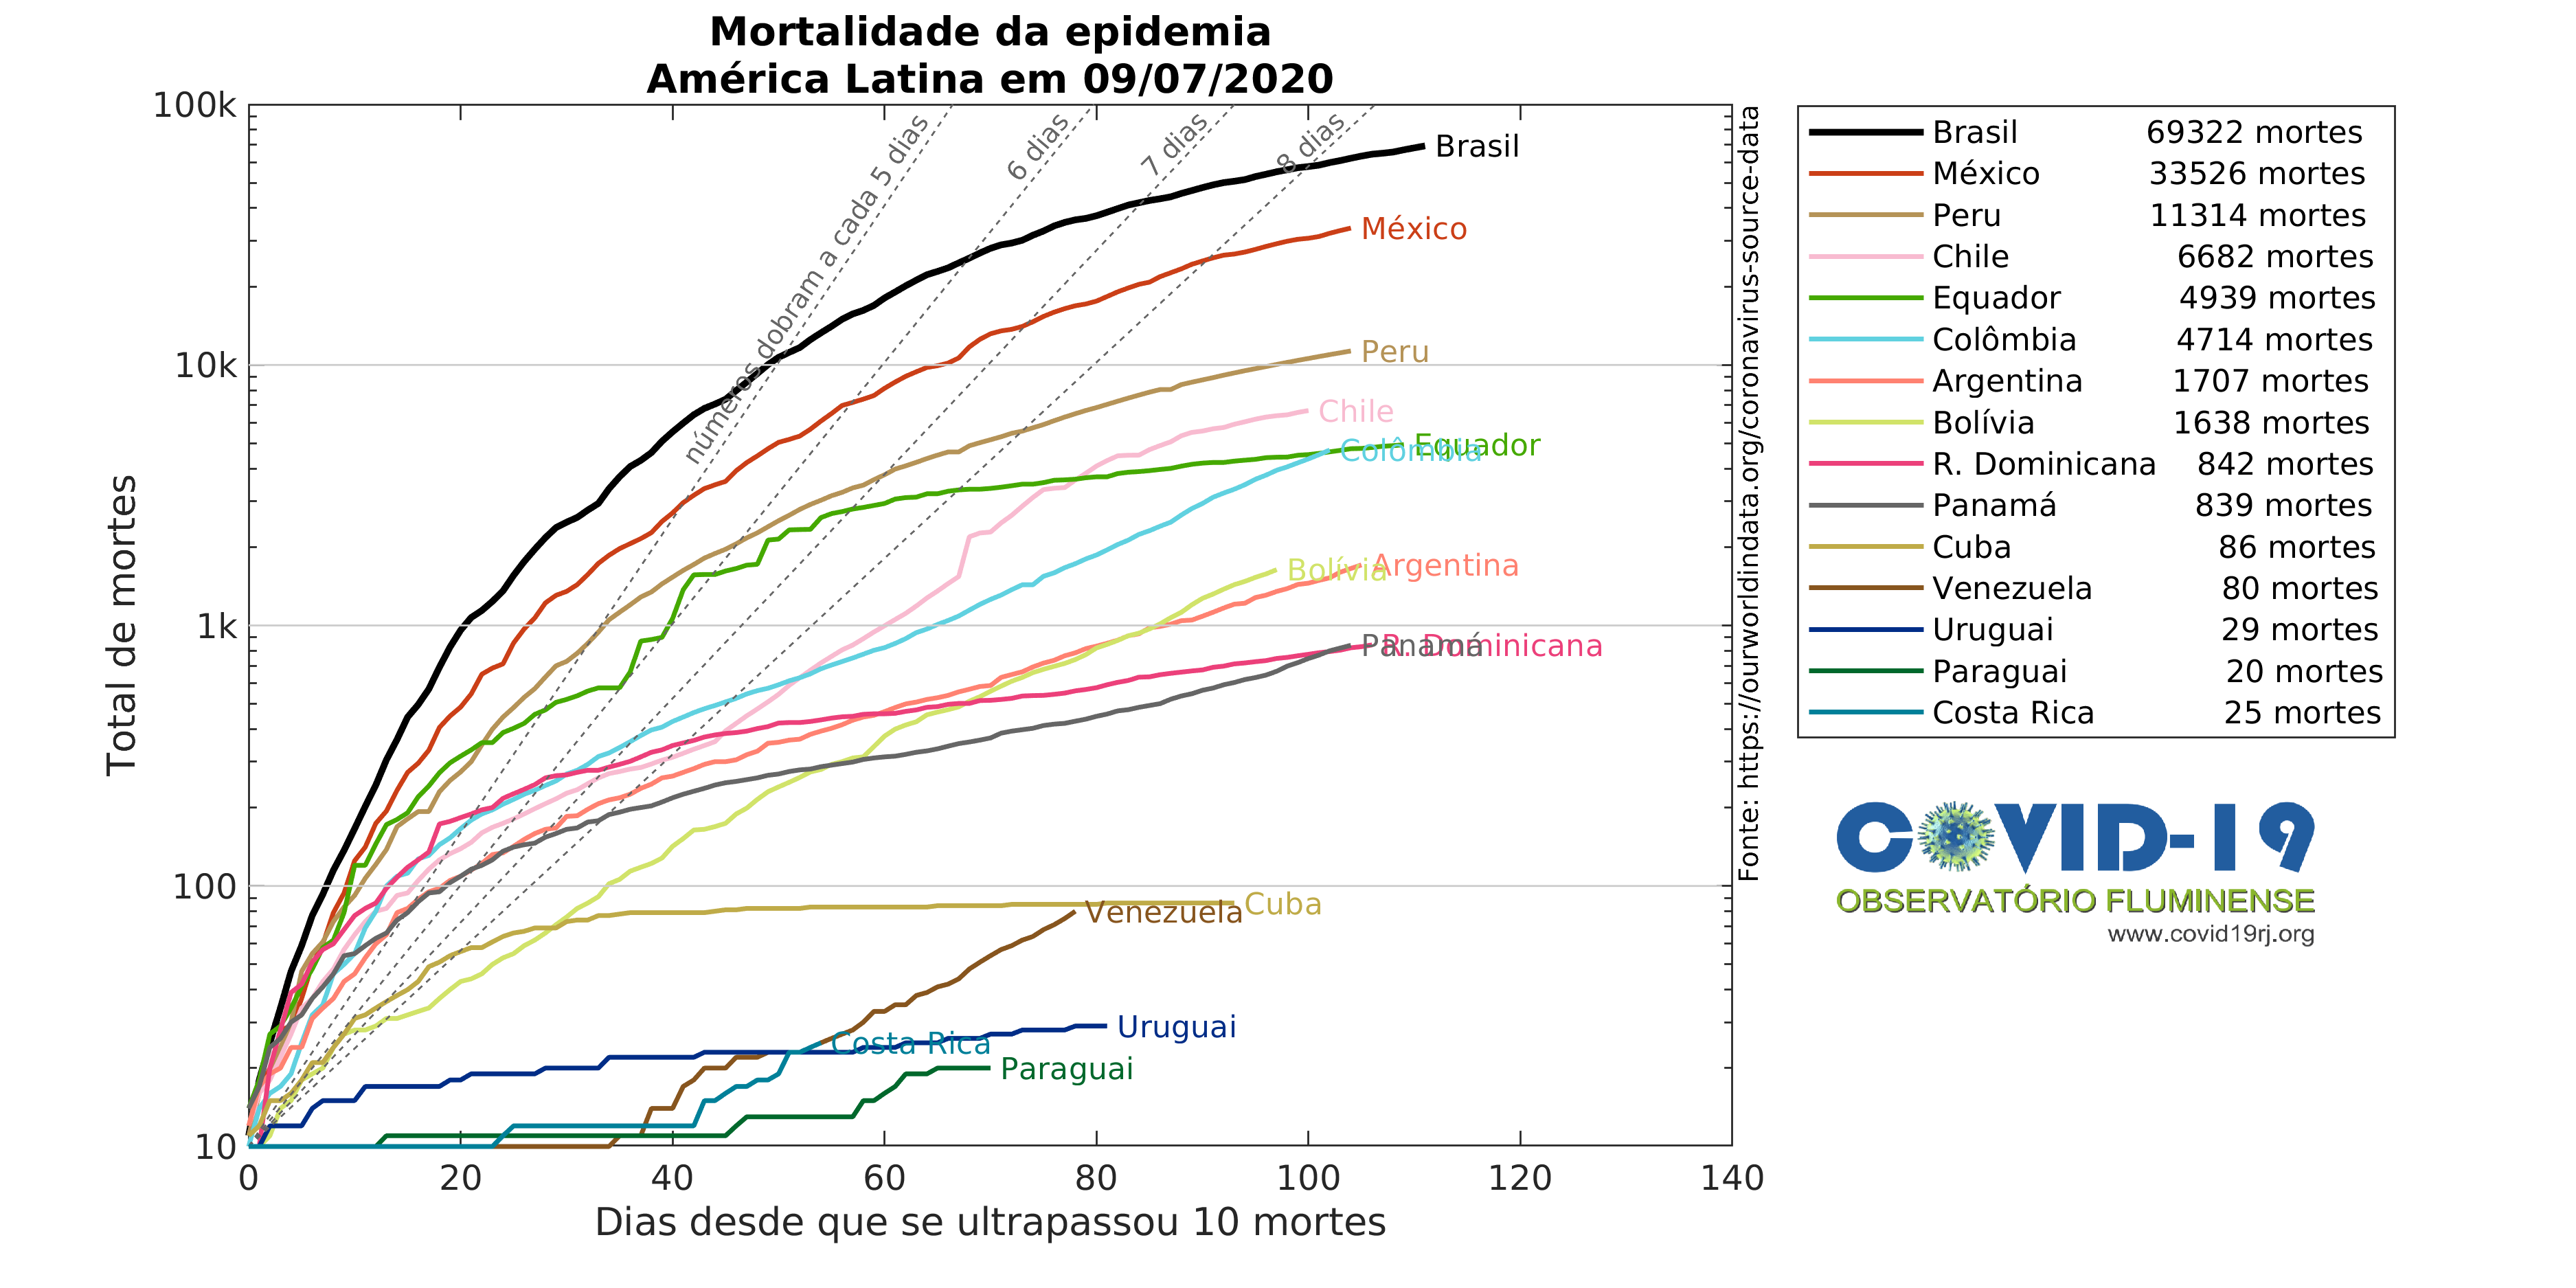 Mortalidade da epidemia
América Latina em 09/07/2020
100k
10k
1k
100
10
Total de mortes
0 20 40 60 80 100 120 140
Dias desde que se ultrapassou 10 mortes
números dobram a cada 5 dias
6 dias
7 dias
8 dias
Brasil
México
Peru
Chile
Equador
Colômbia
Argentina
Bolívia
R. Dominicana
Panamá
Cuba
Venezuela
Uruguai
Costa Rica
Paraguai
Fonte: https://ourworldindata.org/coronavirus-source-data
Brasil 69322 mortes
México 33526 mortes
Peru 11314 mortes
Chile 6682 mortes
Equador 4939 mortes
Colômbia 4714 mortes
Argentina 1707 mortes
Bolívia 1638 mortes
R. Dominicana 842 mortes
Panamá 839 mortes
Cuba 86 mortes
Venezuela 80 mortes
Uruguai 29 mortes
Paraguai 20 mortes
Costa Rica 25 mortes
COVID-19
OBSERVATÓRIO FLUMINENSE
www.covid19rj.org